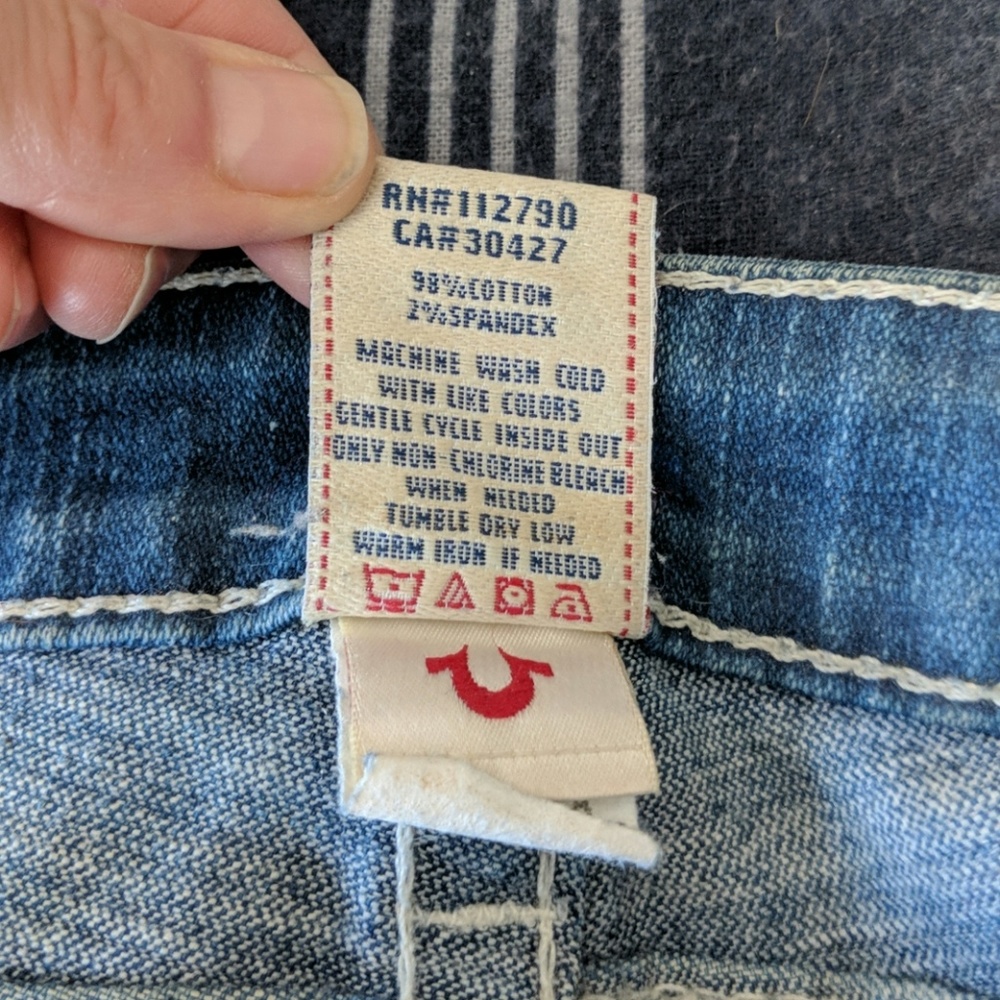 RN#112790
CA#30427
98%COTTON
2%SPANDEX
MACHINE WASH COLD
WITH LIKE COLORS
GENTLE CYCLE INSIDE OUT
ONLY NON-CHLORINE BLEACH
WHEN NEEDED
TUMBLE DRY LOW
WARM IRON IF NEEDED